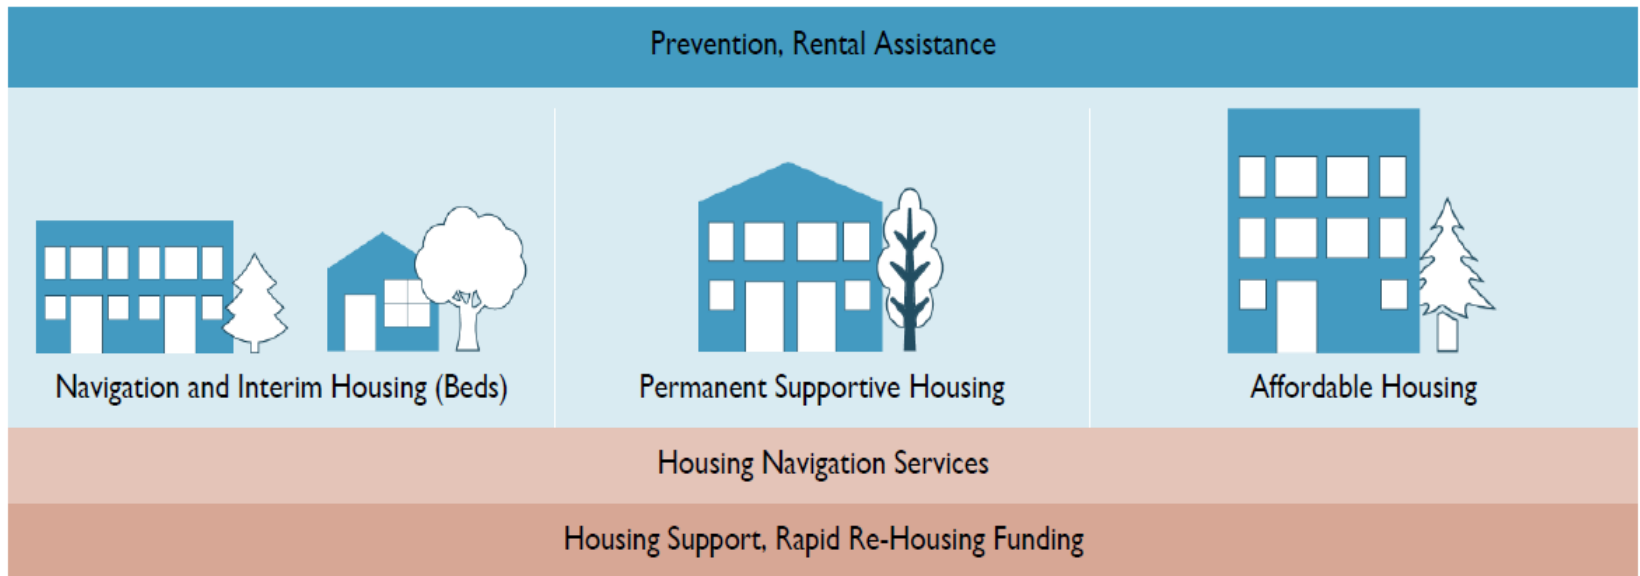 Prevention, Rental Assistance
Navigation and Interim Housing (Beds)
Permanent Supportive Housing
Affordable Housing
Housing Navigation Services
Housing Support, Rapid Re-Housing Funding